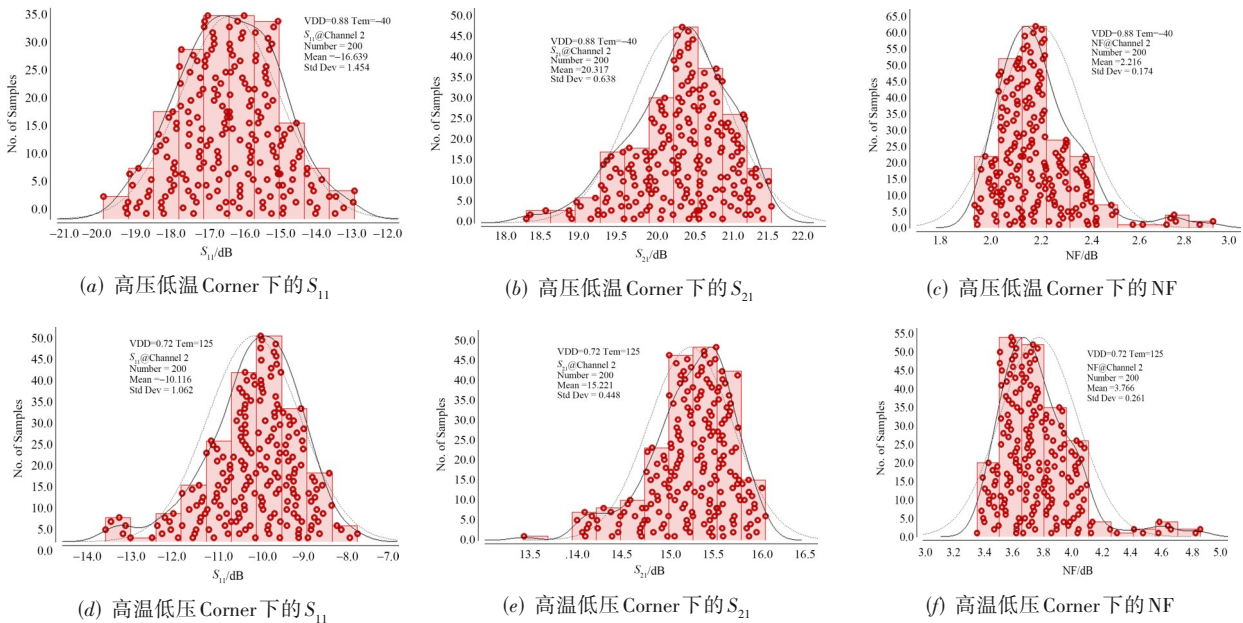 35.0
30.0
25.0
20.0
15.0
10.0
5.0
0.0
No. of Samples
VDD=0.88 Tem=−40
S11@Channel 2
Number = 200
Mean =−16.639
Std Dev = 1.454
−21.0 −20.0 −19.0 −18.0 −17.0 −16.0 −15.0 −14.0 −13.0 −12.0
S11/dB
(a) 高压低温 Corner 下的 S11
50.0
45.0
40.0
35.0
30.0
25.0
20.0
15.0
10.0
5.0
0.0
No. of Samples
VDD=0.88 Tem=−40
S21@Channel 2
Number = 200
Mean =20.317
Std Dev = 0.638
18.0 18.5 19.0 19.5 20.0 20.5 21.0 21.5 22.0
S21/dB
(b) 高压低温 Corner 下的 S21
65.0
60.0
55.0
50.0
45.0
40.0
35.0
30.0
25.0
20.0
15.0
10.0
5.0
0.0
No. of Samples
VDD=0.88 Tem=−40
NF@Channel 2
Number = 200
Mean =2.216
Std Dev = 0.174
1.8 2.0 2.2 2.4 2.6 2.8 3.0
NF/dB
(c) 高压低温 Corner 下的 NF
50.0
45.0
40.0
35.0
30.0
25.0
20.0
15.0
10.0
5.0
0.0
No. of Samples
VDD=0.72 Tem=125
S11@Channel 2
Number = 200
Mean =−10.116
Std Dev = 1.062
−14.0 −13.0 −12.0 −11.0 −10.0 −9.0 −8.0 −7.0
S11/dB
(d) 高温低压 Corner 下的 S11
50.0
45.0
40.0
35.0
30.0
25.0
20.0
15.0
10.0
5.0
0.0
No. of Samples
VDD=0.72 Tem=125
S21@Channel 2
Number = 200
Mean =15.221
Std Dev = 0.448
13.5 14.0 14.5 15.0 15.5 16.0 16.5
S21/dB
(e) 高温低压 Corner 下的 S21
55.0
50.0
45.0
40.0
35.0
30.0
25.0
20.0
15.0
10.0
5.0
0.0
No. of Samples
VDD=0.72 Tem=125
NF@Channel 2
Number = 200
Mean =3.766
Std Dev = 0.261
3.0 3.2 3.4 3.6 3.8 4.0 4.2 4.4 4.6 4.8 5.0
NF/dB
(f) 高温低压 Corner 下的 NF